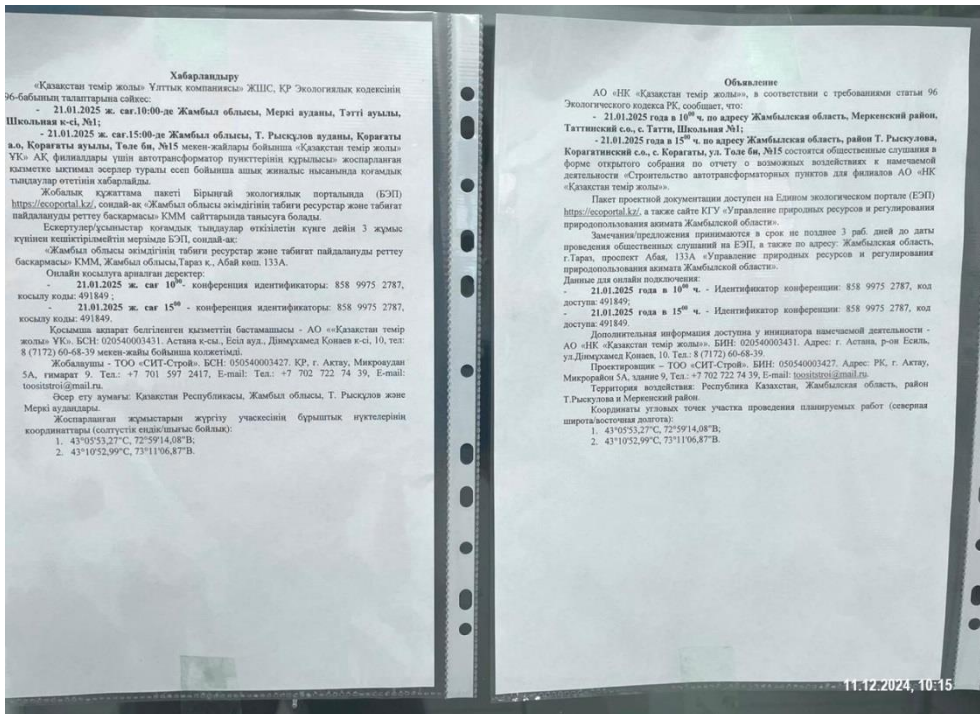 Хабарландыру
«Қазақстан темір жолы» Ұлттық компаниясы» ЖШС, ҚР Экологиялық кодексінің
96-бабының талаптарына сәйкес:
- 21.01.2025 ж. сағ.10:00-де Жамбыл облысы, Меркі ауданы, Тәтті ауылы,
Школьная к-сі, №1;
- 21.01.2025 ж. сағ.15:00-де Жамбыл облысы, Т. Рысқұлов ауданы, Қорағаты
а.о, Қорағаты ауылы, Төле би, №15 мекен-жайлары бойынша «Қазақстан темір жолы»
ҰК» АҚ филиалдары үшін автотрансформатор пункттерінің құрылысы» жоспарланған
қызметке ықтимал әсерлер туралы есеп бойынша ашық жиналыс нысанында қоғамдық
тыңдаулар өтетінін хабарлайды.
Жобалық құжаттама пакеті Бірыңғай экологиялық порталында (БЭП)
https://ecoportal.kz/, сондай-ақ «Жамбыл облысы әкімдігінің табиғи ресурстар және табиғат
пайдалануды реттеу басқармасы» КММ сайттарында танысуға болады.
Ескертулер/ұсыныстар қоғамдық тыңдаулар өткізілетін күнге дейін 3 жұмыс
күнінен кешіктірілмейтін мерзімде БЭП, сондай-ақ:
«Жамбыл облысы әкімдігінің табиғи ресурстар және табиғат пайдалануды реттеу
басқармасы» КММ, Жамбыл облысы,Тараз қ., Абай көш. 133А.
Онлайн қосылуға арналған деректер:
- 21.01.2025 ж. сағ 10⁰⁰- конференция идентификаторы: 858 9975 2787,
қосылу коды: 491849 ;
- 21.01.2025 ж. сағ 15⁰⁰ - конференция идентификаторы: 858 9975 2787,
қосылу коды: 491849.
Қосымша ақпарат белгіленген қызметтің бастамашысы - АО ««Қазақстан темір
жолы» ҰК». БСН: 020540003431. Астана қ-сы., Есіл ауд., Дінмұхамед Қонаев к-сі, 10, тел:
8 (7172) 60-68-39 мекен-жайы бойынша қолжетімді.
Жобалаушы - ТОО «СИТ-Строй». БСН: 050540003427. ҚР, г. Актау, Микроаудан
5А, ғимарат 9. Тел.: +7 701 597 2417, E-mail: Тел.: +7 702 722 74 39, E-mail:
toositstroi@mail.ru.
Әсер ету аумағы: Қазақстан Республикасы, Жамбыл облысы, Т. Рысқұлов және
Меркі аудандары.
Жоспарланған жұмыстарын жүргізу учаскесінің бұрыштық нүктелерінің
координаттары (солтүстік ендік/шығыс бойлық):
1. 43°05'53,27"С, 72°59'14,08"В;
2. 43°10'52,99"С, 73°11'06,87"В.
Объявление
АО «НК «Қазақстан темір жолы»», в соответствии с требованиями статьи 96
Экологического кодекса РК, сообщает, что:
- 21.01.2025 года в 10⁰⁰ ч. по адресу Жамбылская область, Меркенский район,
Таттинский с.о., с. Татти, Школьная №1;
- 21.01.2025 года в 15⁰⁰ ч. по адресу Жамбылская область, район Т. Рыскулова,
Корагатинский с.о., с. Корагаты, ул. Толе би, №15 состоятся общественные слушания в
форме открытого собрания по отчету о возможных воздействиях к намечаемой
деятельности «Строительство автотрансформаторных пунктов для филиалов АО «НК
«Қазақстан темір жолы»».
Пакет проектной документации доступен на Едином экологическом портале (ЕЭП)
https://ecoportal.kz/, а также сайте КГУ «Управление природных ресурсов и регулирования
природопользования акимата Жамбылской области».
Замечания/предложения принимаются в срок не позднее 3 раб. дней до даты
проведения общественных слушаний на ЕЭП, а также по адресу: Жамбылская область,
г.Тараз, проспект Абая, 133А «Управление природных ресурсов и регулирования
природопользования акимата Жамбылской области».
Данные для онлайн подключения:
- 21.01.2025 года в 10⁰⁰ ч. - Идентификатор конференции: 858 9975 2787, код
доступа: 491849;
- 21.01.2025 года в 15⁰⁰ ч. - Идентификатор конференции: 858 9975 2787, код
доступа: 491849.
Дополнительная информация доступна у инициатора намечаемой деятельности -
АО «НК «Қазақстан темір жолы»». БИН: 020540003431. Адрес: г. Астана, р-он Есиль,
ул.Дінмұхамед Қонаев, 10. Тел.: 8 (7172) 60-68-39.
Проектировщик – ТОО «СИТ-Строй». БИН: 050540003427. Адрес: РК, г. Актау,
Микрорайон 5А, здание 9, Тел.: +7 702 722 74 39, E-mail: toositstroi@mail.ru.
Территория воздействия: Республика Казахстан, Жамбылская область, район
Т.Рыскулова и Меркенский район.
Координаты угловых точек участка проведения планируемых работ (северная
широта/восточная долгота):
1. 43°05'53,27"С, 72°59'14,08"В;
2. 43°10'52,99"С, 73°11'06,87"В.
11.12.2024, 10:15